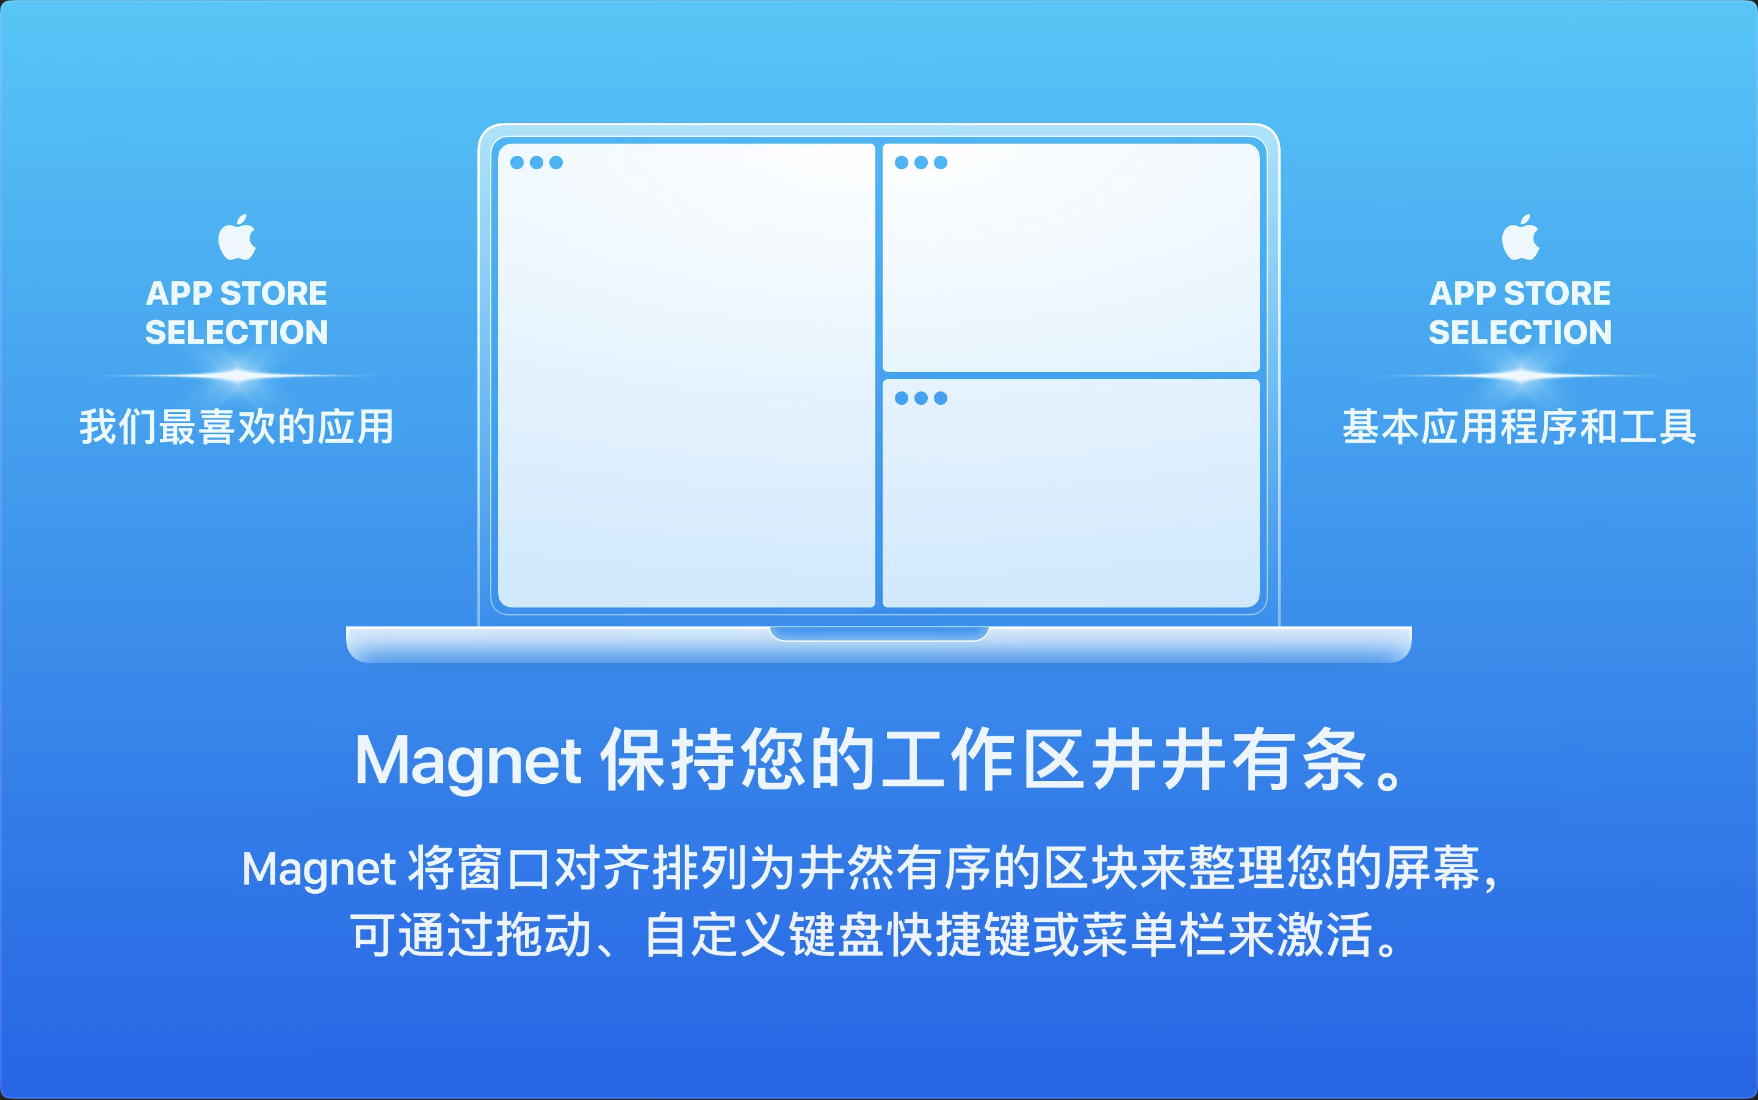 APP STORE
SELECTION
我们最喜欢的应用
APP STORE
SELECTION
基本应用程序和工具
Magnet 保持您的工作区井井有条。
Magnet 将窗口对齐排列为井然有序的区块来整理您的屏幕，
可通过拖动、自定义键盘快捷键或菜单栏来激活。